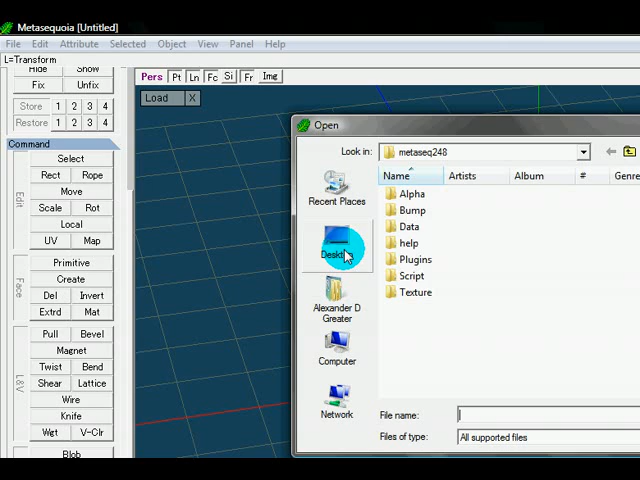 Metasequoia [Untitled]
File Edit Attribute Selected Object View Panel Help
L=Transform
Hide Show
Fix Unfix
Store 1 2 3 4
Restore 1 2 3 4
Command
Select
Rect Rope
Move
Scale Rot
Local
UV Map
Edit
Primitive
Create
Del Invert
Extrd Mat
Face
Pull Bevel
Magnet
Twist Bend
Shear Lattice
Wire
Knife
Wgt V-Clr
L&V
Blob
Pers Pt Ln Fc Si Fr Img
Load X
Open
Look in: metaseq248
Name Artists Album # Genre
Recent Places
Desktop
Alexander D
Greater
Computer
Network
Alpha
Bump
Data
help
Plugins
Script
Texture
File name:
Files of type: All supported files